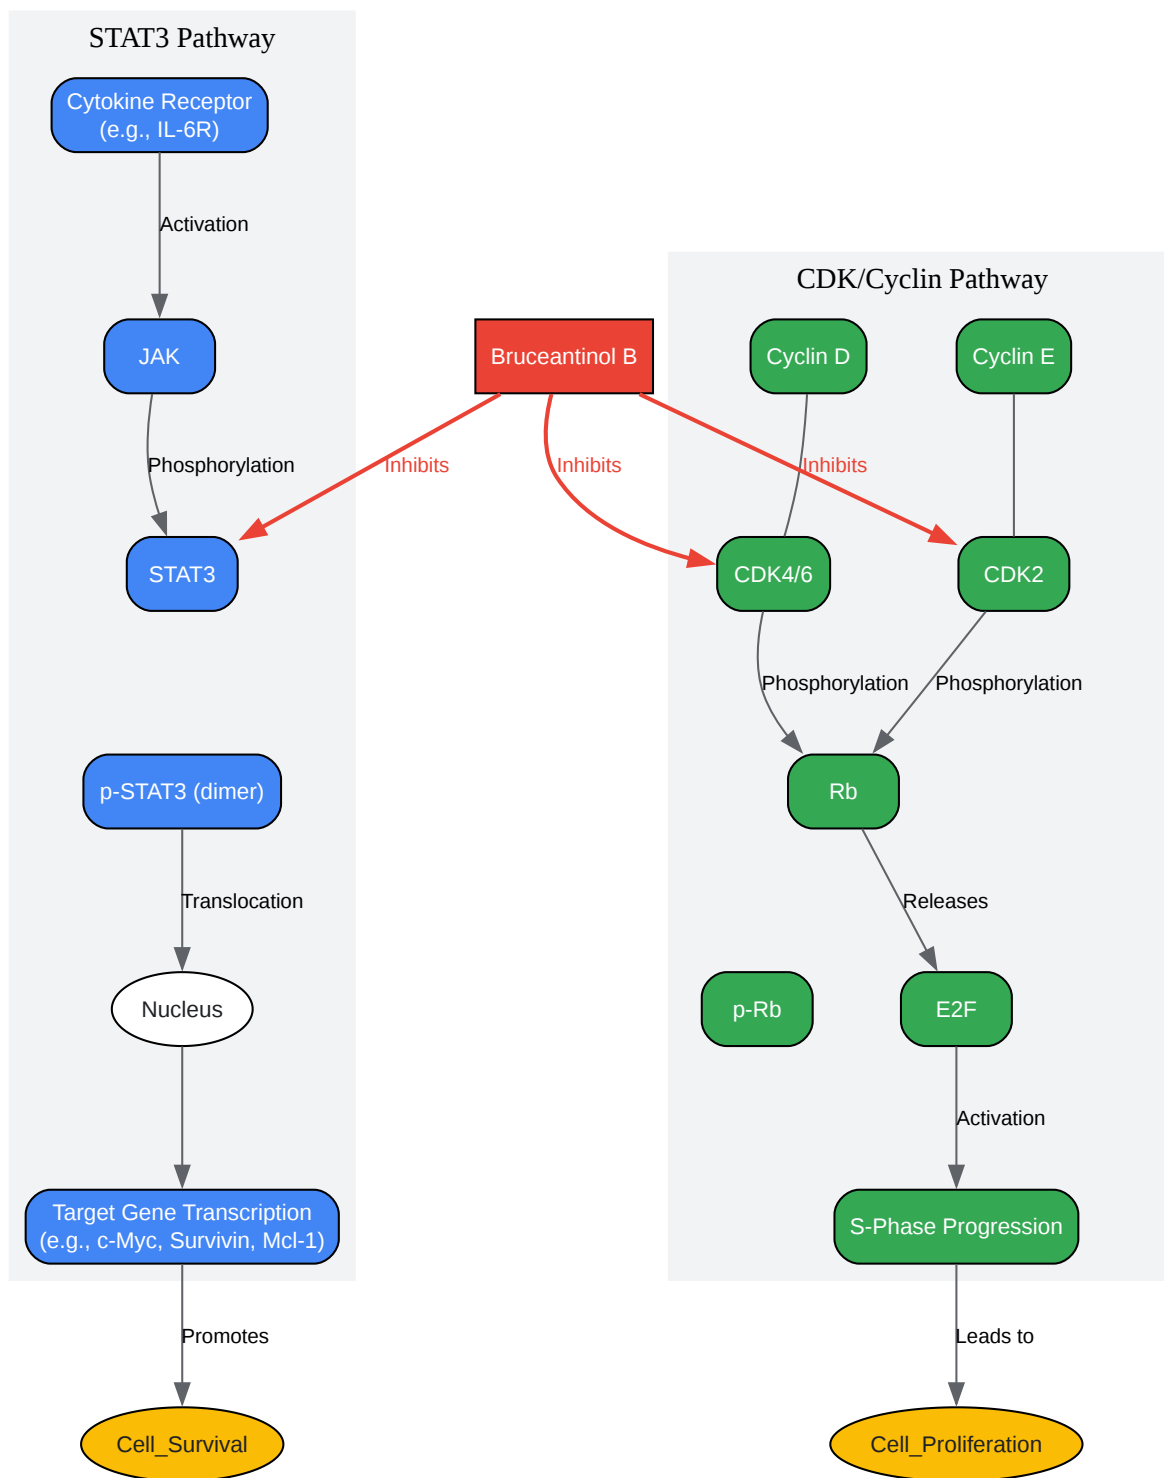 STAT3 Pathway
Cytokine Receptor
(e.g., IL-6R)
Activation
CDK/Cyclin Pathway
JAK
Bruceantinol B
Cyclin D
Cyclin E
Phosphorylation
Inhibits
Inhibits
Inhibits
STAT3
CDK4/6
CDK2
Phosphorylation
Phosphorylation
p-STAT3 (dimer)
Rb
Translocation
Releases
Nucleus
p-Rb
E2F
Activation
Target Gene Transcription
(e.g., c-Myc, Survivin, Mcl-1)
S-Phase Progression
Promotes
Leads to
Cell_Survival
Cell_Proliferation